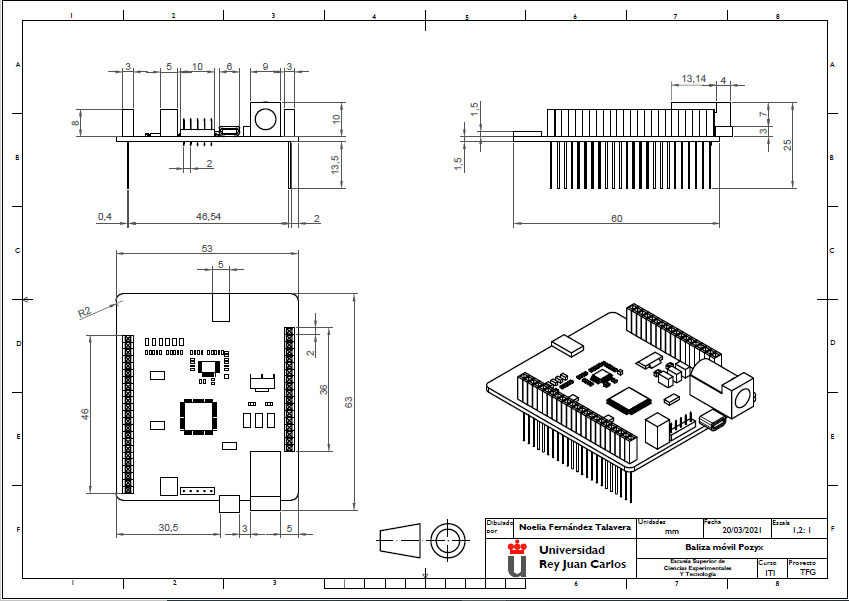 1 2 3 4 5 6 7 8
A A
3 5 10 6 9 3
13,14 4
8 10
1,5 7
3
B B
2 13,5
1,5 25
0,4 46,54 2
60
C C
53
5
R2
D D
2
36
46 63
E E
30,5 3 5
F F
Dibujado por
Noelia Fernández Talavera
Unidades
mm
Fecha
20/03/2021
Escala
1,2: 1
Universidad
Rey Juan Carlos
Baliza móvil Pozyx
Escuela Superior de
Ciencias Experimentales
Y Tecnología
Curso
ITI
Proyecto
TFG
1 2 3 6 7 8